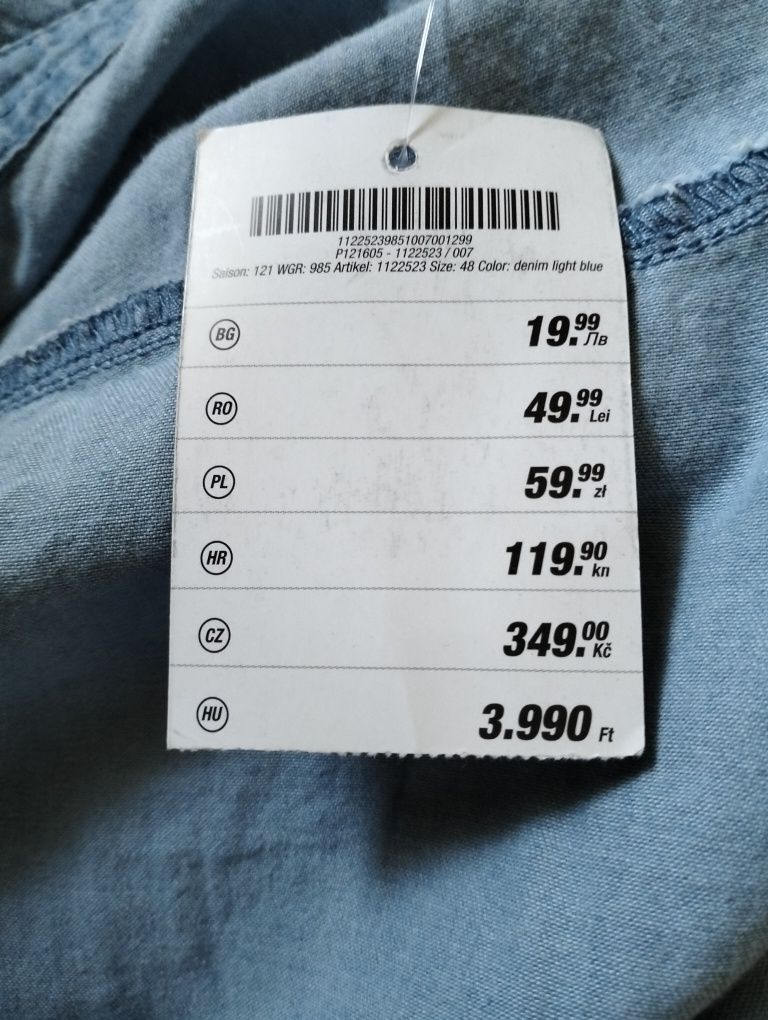 11225239851007001299
P121605 - 1122523 / 007
Saison: 121 WGR: 985 Artikel: 1122523 Size: 48 Color: denim light blue
BG 19.99 Лв
RO 49.99 Lei
PL 59.99 zł
HR 119.90 kn
CZ 349.00 Kč
HU 3.990 Ft